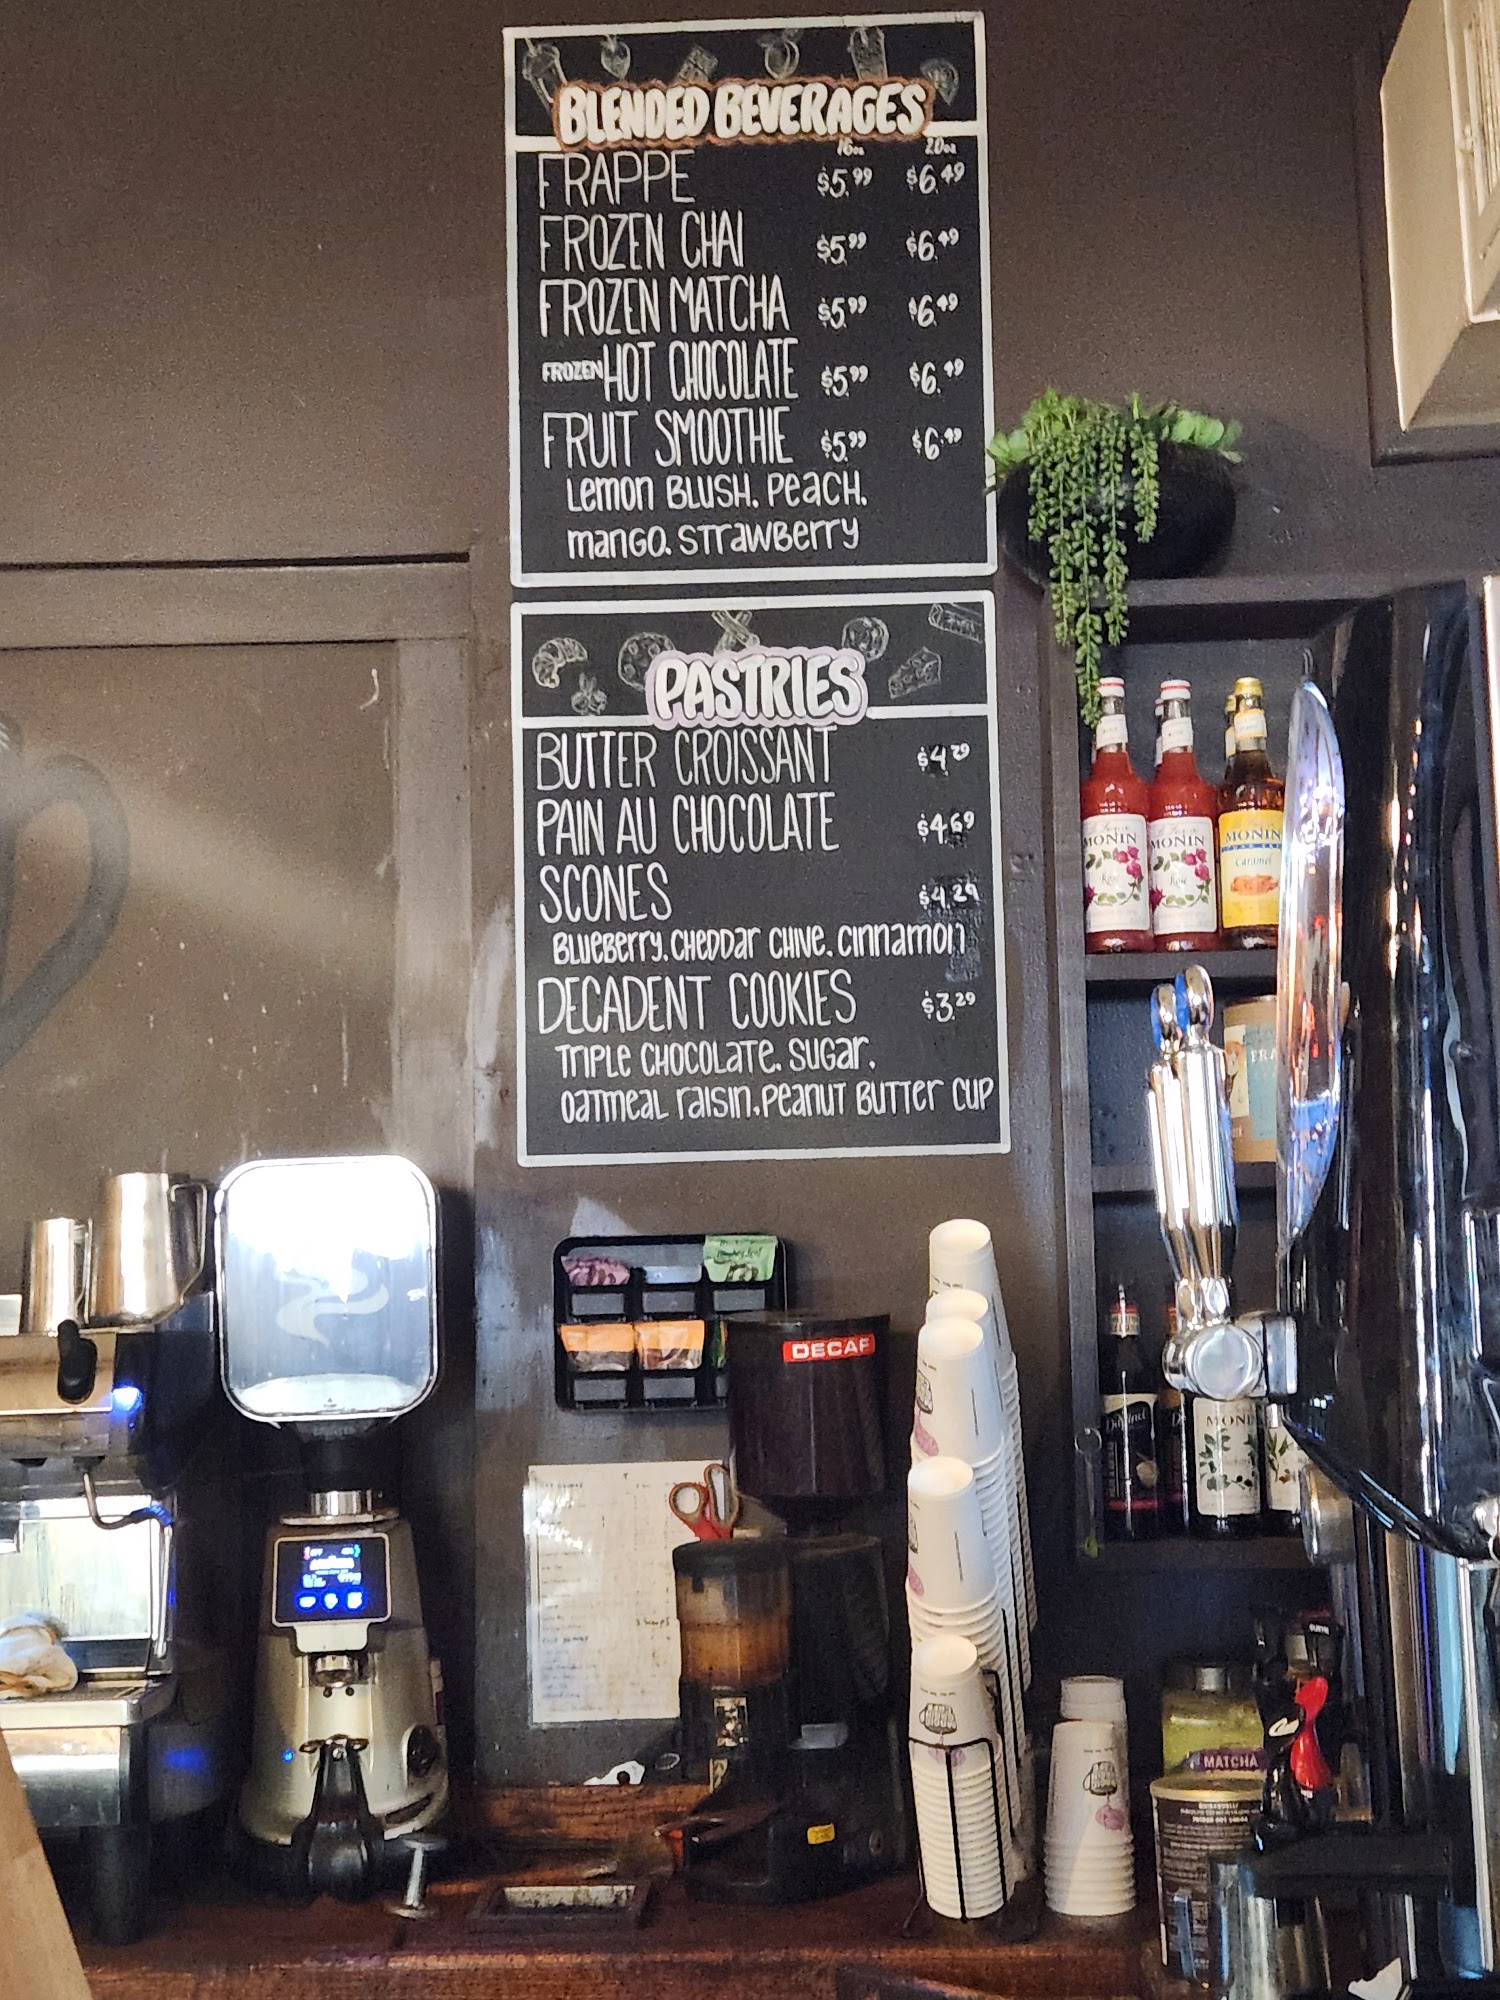 BLENDED BEVERAGES
16oz 20oz
FRAPPE $5.99 $6.49
FROZEN CHAI $5.99 $6.49
FROZEN MATCHA $5.99 $6.49
FROZEN HOT CHOCOLATE $5.99 $6.49
FRUIT SMOOTHIE $5.99 $6.49
Lemon BLUSH, PeacH,
manGo, STrawBerry
PASTRIES
BUTTER CROISSANT $4.29
PAIN AU CHOCOLATE $4.69
SCONES $4.29
BLueBerry, CHeDDar CHIVe, cinnamon
DECADENT COOKIES $3.29
TrIPLe CHOCOLaTe, SUGar,
oaTmeaL raisin, Peanut BuTTer CUP
MONIN
MONIN
MONIN
Caramel
DECAF
DaVinci
MONIN
MATCHA